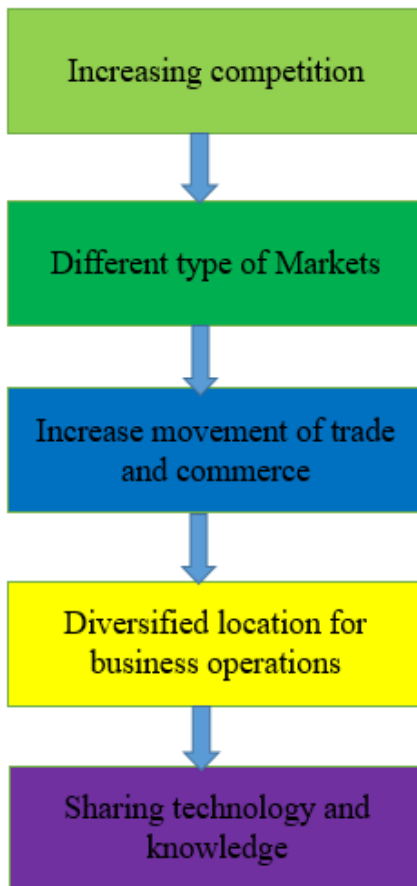 Increasing competition
Different type of Markets
Increase movement of trade
and commerce
Diversified location for
business operations
Sharing technology and
knowledge